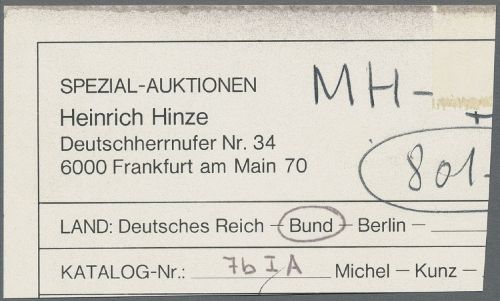 SPEZIAL-AUKTIONEN MH-
Heinrich Hinze
Deutschherrnufer Nr. 34
6000 Frankfurt am Main 70
801-
LAND: Deutsches Reich — Bund — Berlin —
KATALOG-Nr.: 7b I A Michel — Kunz —